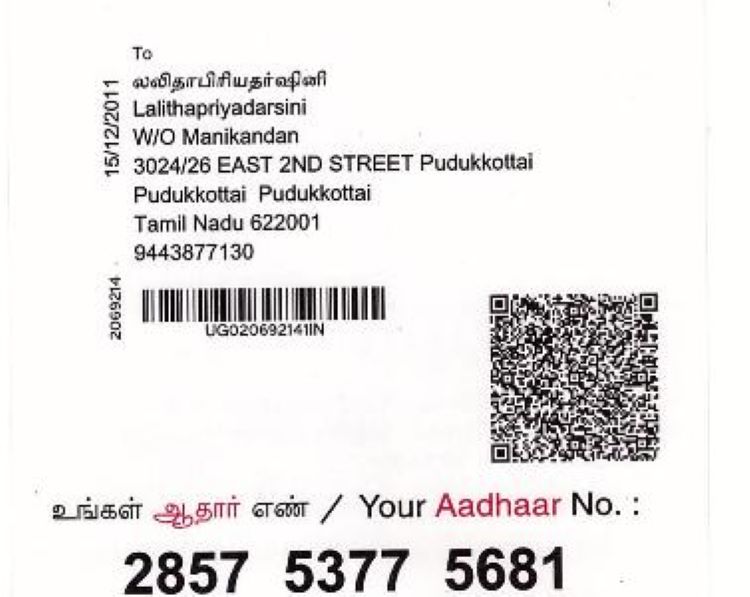 To
லலிதாபிரியதர்ஷினி
Lalithapriyadarsini
W/O Manikandan
3024/26 EAST 2ND STREET Pudukkottai
Pudukkottai Pudukkottai
Tamil Nadu 622001
9443877130
15/12/2011
2069214
UG020692141IN
உங்கள் ஆதார் எண் / Your Aadhaar No. :
2857 5377 5681